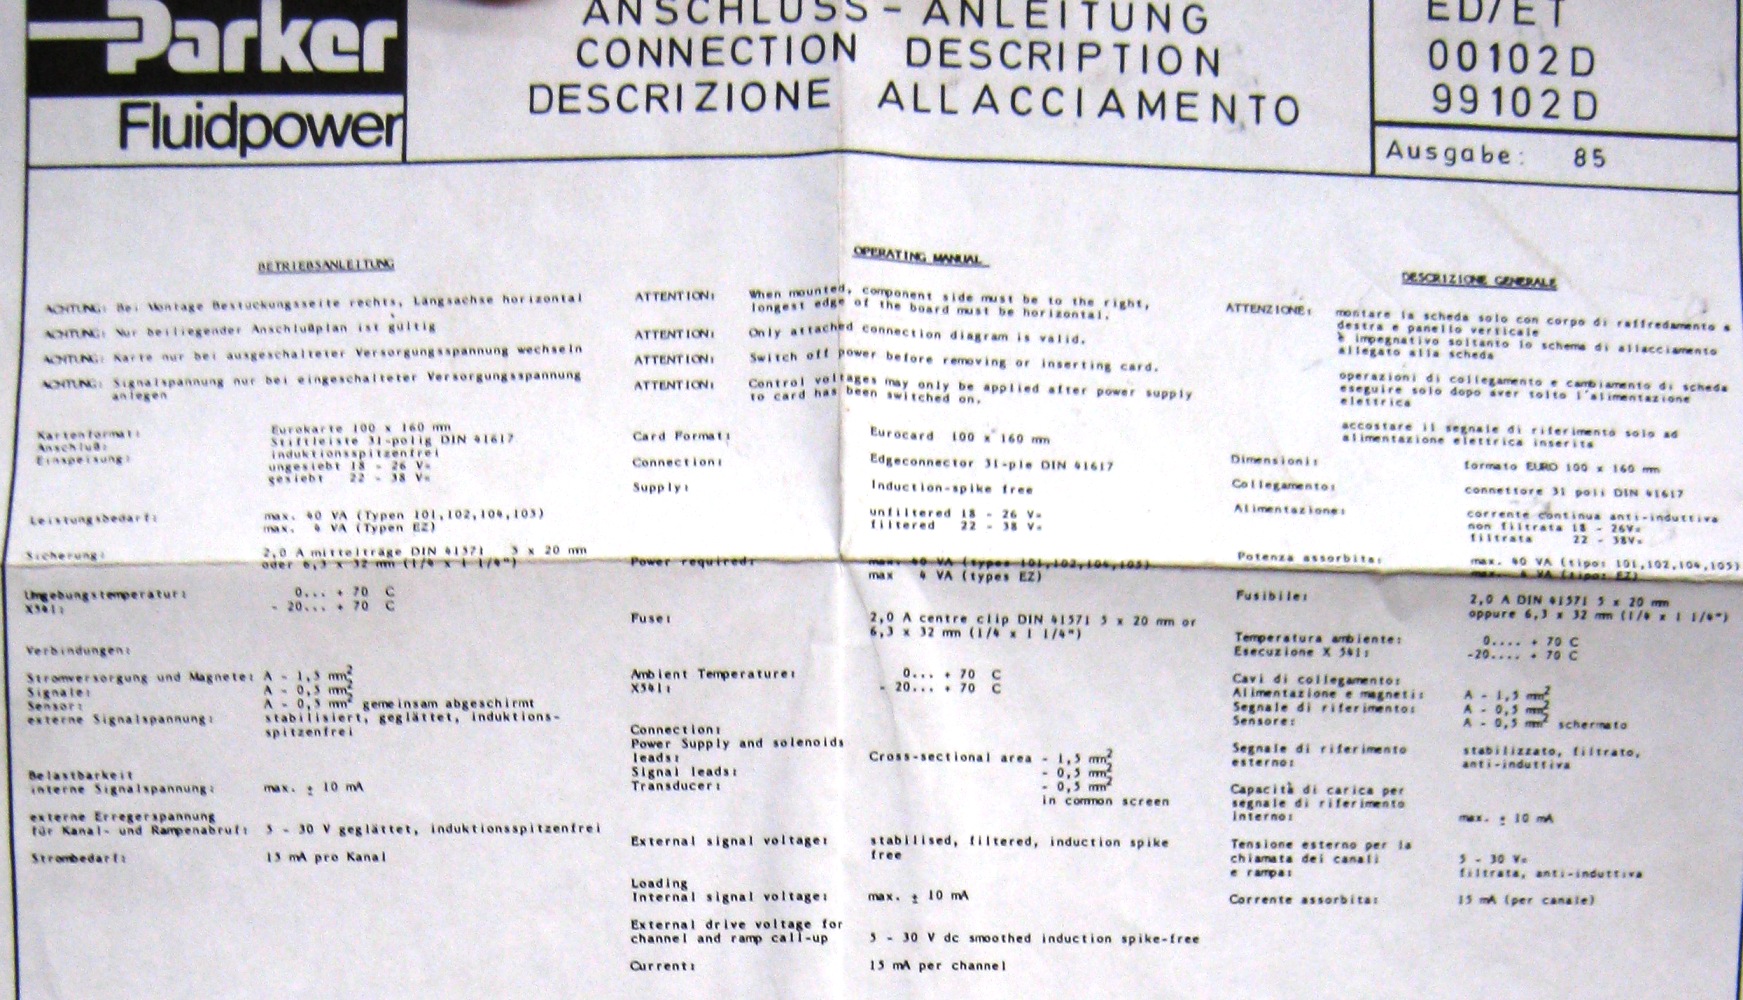 Parker
Fluidpower
ANSCHLUSS - ANLEITUNG
CONNECTION DESCRIPTION
DESCRIZIONE ALLACCIAMENTO
ED/ET
00102D
99102D
Ausgabe: 85
BETRIEBSANLEITUNG
ACHTUNG: Bei Montage Bestückungsseite rechts, Längsachse horizontal
ACHTUNG: Nur beiliegender Anschlußplan ist gültig
ACHTUNG: Karte nur bei ausgeschalteter Versorgungsspannung wechseln
ACHTUNG: Signalspannung nur bei eingeschalteter Versorgungsspannung
anlegen
Kartenformat: Eurokarte 100 x 160 mm
Anschluß: Stiftleiste 31-polig DIN 41617
Einspeisung: induktionsspitzenfrei
ungesiebt 18 - 26 V=
gesiebt 22 - 38 V=
Leistungsbedarf: max. 40 VA (Typen 101,102,104,105)
max. 4 VA (Typen EZ)
Sicherung: 2,0 A mittelträge DIN 41571 5 x 20 mm
oder 6,3 x 32 mm (1/4 x 1 1/4")
Umgebungstemperatur: 0... + 70 C
X541: - 20... + 70 C
Verbindungen:
Stromversorgung und Magnete: A - 1,5 mm²
Signale: A - 0,5 mm²
Sensor: A - 0,5 mm² gemeinsam abgeschirmt
externe Signalspannung: stabilisiert, geglättet, induktions-
spitzenfrei
Belastbarkeit
interne Signalspannung: max. ± 10 mA
externe Erregerspannung
für Kanal- und Rampenabruf: 5 - 30 V geglättet, induktionsspitzenfrei
Strombedarf: 15 mA pro Kanal
OPERATING MANUAL
ATTENTION: When mounted, component side must be to the right,
longest edge of the board must be horizontal.
ATTENTION: Only attached connection diagram is valid.
ATTENTION: Switch off power before removing or inserting card.
ATTENTION: Control voltages may only be applied after power supply
to card has been switched on.
Card Format: Eurocard 100 x 160 mm
Connection: Edgeconnector 31-ple DIN 41617
Supply: Induction-spike free
unfiltered 18 - 26 V=
filtered 22 - 38 V=
Power required: max. 40 VA (types 101,102,104,105)
max 4 VA (types EZ)
Fuse: 2,0 A centre clip DIN 41571 5 x 20 mm or
6,3 x 32 mm (1/4 x 1 1/4")
Ambient Temperature: 0... + 70 C
X541: - 20... + 70 C
Connection:
Power Supply and solenoids
leads: Cross-sectional area - 1,5 mm²
Signal leads: - 0,5 mm²
Transducer: - 0,5 mm²
in common screen
External signal voltage: stabilised, filtered, induction spike
free
Loading
Internal signal voltage: max. ± 10 mA
External drive voltage for
channel and ramp call-up 5 - 30 V dc smoothed induction spike-free
Current: 15 mA per channel
DESCRIZIONE GENERALE
ATTENZIONE: montare la scheda solo con corpo di raffredamento a
destra e panello verticale
è impegnativo soltanto lo schema di allacciamento
allegato alla scheda
operazioni di collegamento e cambiamento di scheda
eseguire solo dopo aver tolto l'alimentazione
elettrica
accostare il segnale di riferimento solo ad
alimentazione elettrica inserita
Dimensioni: formato EURO 100 x 160 mm
Collegamento: connettore 31 poli DIN 41617
Alimentazione: corrente continua anti-induttiva
non filtrata 18 - 26V=
filtrata 22 - 38V=
Potenza assorbita: max. 40 VA (tipo: 101,102,104,105)
max. 4 VA (tipo: EZ)
Fusibile: 2,0 A DIN 41571 5 x 20 mm
oppure 6,3 x 32 mm (1/4 x 1 1/4")
Temperatura ambiente: 0.... + 70 C
Esecuzione X 541: -20.... + 70 C
Cavi di collegamento:
Alimentazione e magneti: A - 1,5 mm²
Segnale di riferimento: A - 0,5 mm²
Sensore: A - 0,5 mm² schermato
Segnale di riferimento stabilizzato, filtrato,
esterno: anti-induttiva
Capacità di carica per
segnale di riferimento
interno: max. ± 10 mA
Tensione esterno per la
chiamata dei canali 5 - 30 V=
e rampa: filtrata, anti-induttiva
Corrente assorbita: 15 mA (per canale)